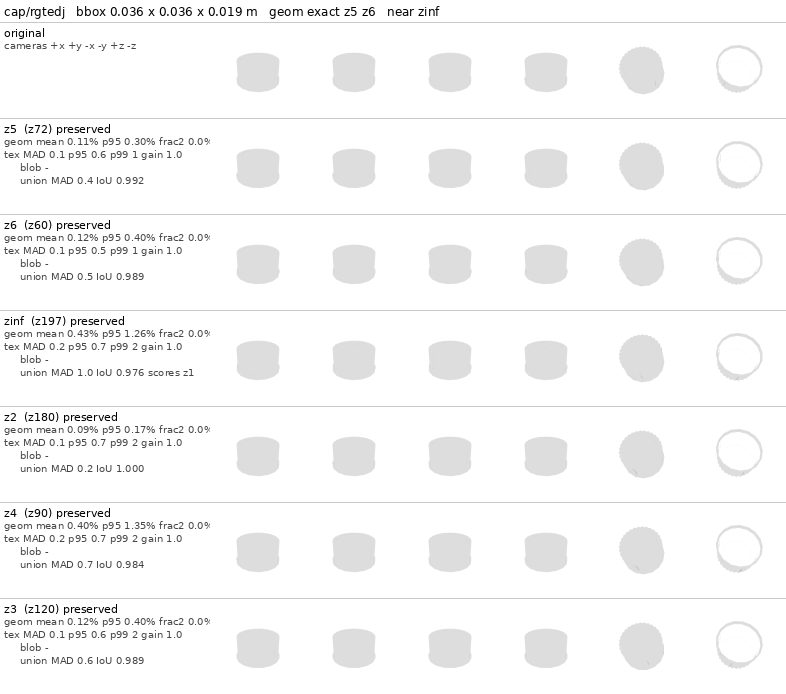 cap/rgtedj bbox 0.036 x 0.036 x 0.019 m geom exact z5 z6 near zinf
original
cameras +x +y -x -y +z -z
z5 (z72) preserved
geom mean 0.11% p95 0.30% frac2 0.0%
tex MAD 0.1 p95 0.6 p99 1 gain 1.0
blob -
union MAD 0.4 IoU 0.992
z6 (z60) preserved
geom mean 0.12% p95 0.40% frac2 0.0%
tex MAD 0.1 p95 0.5 p99 1 gain 1.0
blob -
union MAD 0.5 IoU 0.989
zinf (z197) preserved
geom mean 0.43% p95 1.26% frac2 0.0%
tex MAD 0.2 p95 0.7 p99 2 gain 1.0
blob -
union MAD 1.0 IoU 0.976 scores z1
z2 (z180) preserved
geom mean 0.09% p95 0.17% frac2 0.0%
tex MAD 0.1 p95 0.7 p99 2 gain 1.0
blob -
union MAD 0.2 IoU 1.000
z4 (z90) preserved
geom mean 0.40% p95 1.35% frac2 0.0%
tex MAD 0.2 p95 0.7 p99 2 gain 1.0
blob -
union MAD 0.7 IoU 0.984
z3 (z120) preserved
geom mean 0.12% p95 0.40% frac2 0.0%
tex MAD 0.1 p95 0.6 p99 2 gain 1.0
blob -
union MAD 0.6 IoU 0.989